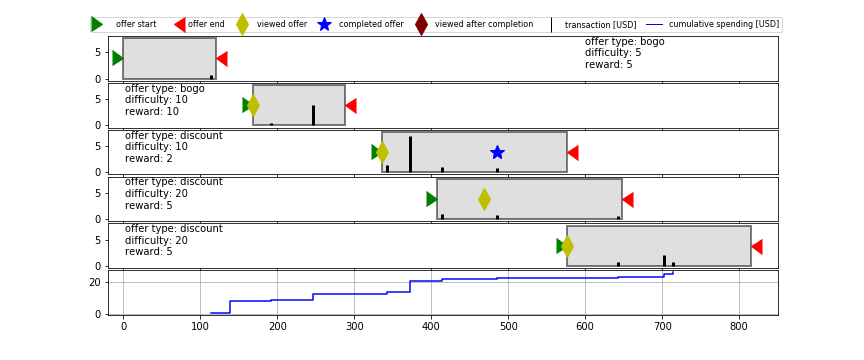 offer start offer end viewed offer completed offer viewed after completion transaction [USD] cumulative spending [USD]
5
0
offer type: bogo
difficulty: 5
reward: 5
5
0
offer type: bogo
difficulty: 10
reward: 10
5
0
offer type: discount
difficulty: 10
reward: 2
5
0
offer type: discount
difficulty: 20
reward: 5
5
0
offer type: discount
difficulty: 20
reward: 5
20
0
0 100 200 300 400 500 600 700 800